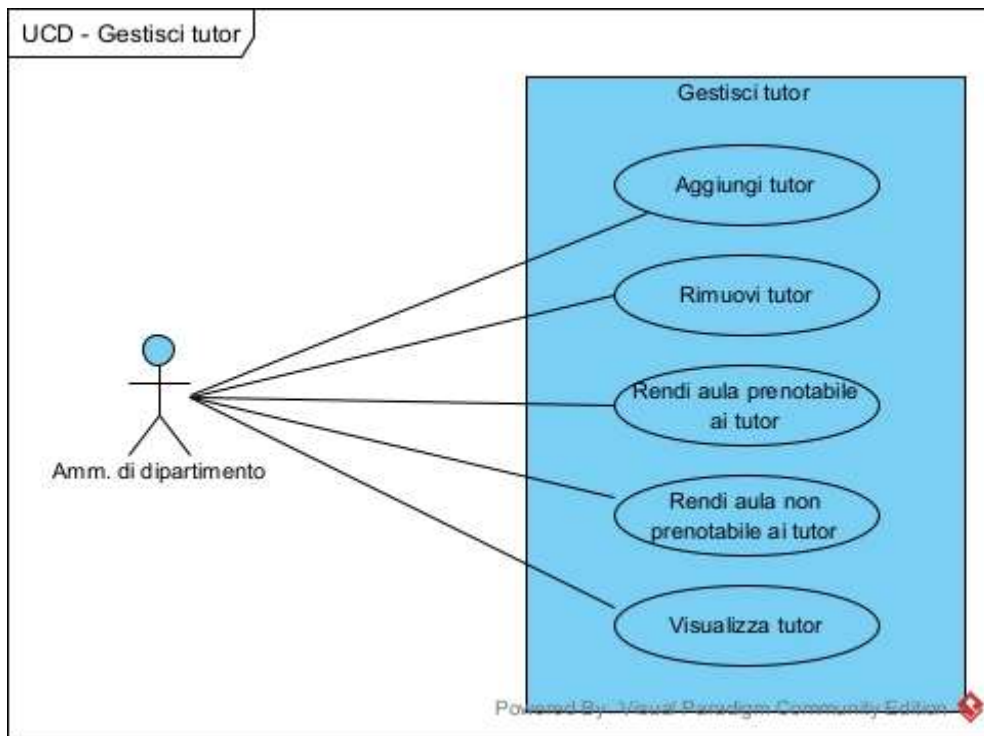 UCD - Gestisci tutor
Gestisci tutor
Aggiungi tutor
Rimuovi tutor
Rendi aula prenotabile
ai tutor
Amm. di dipartimento
Rendi aula non
prenotabile ai tutor
Visualizza tutor
Powered By Visual Paradigm Community Edition